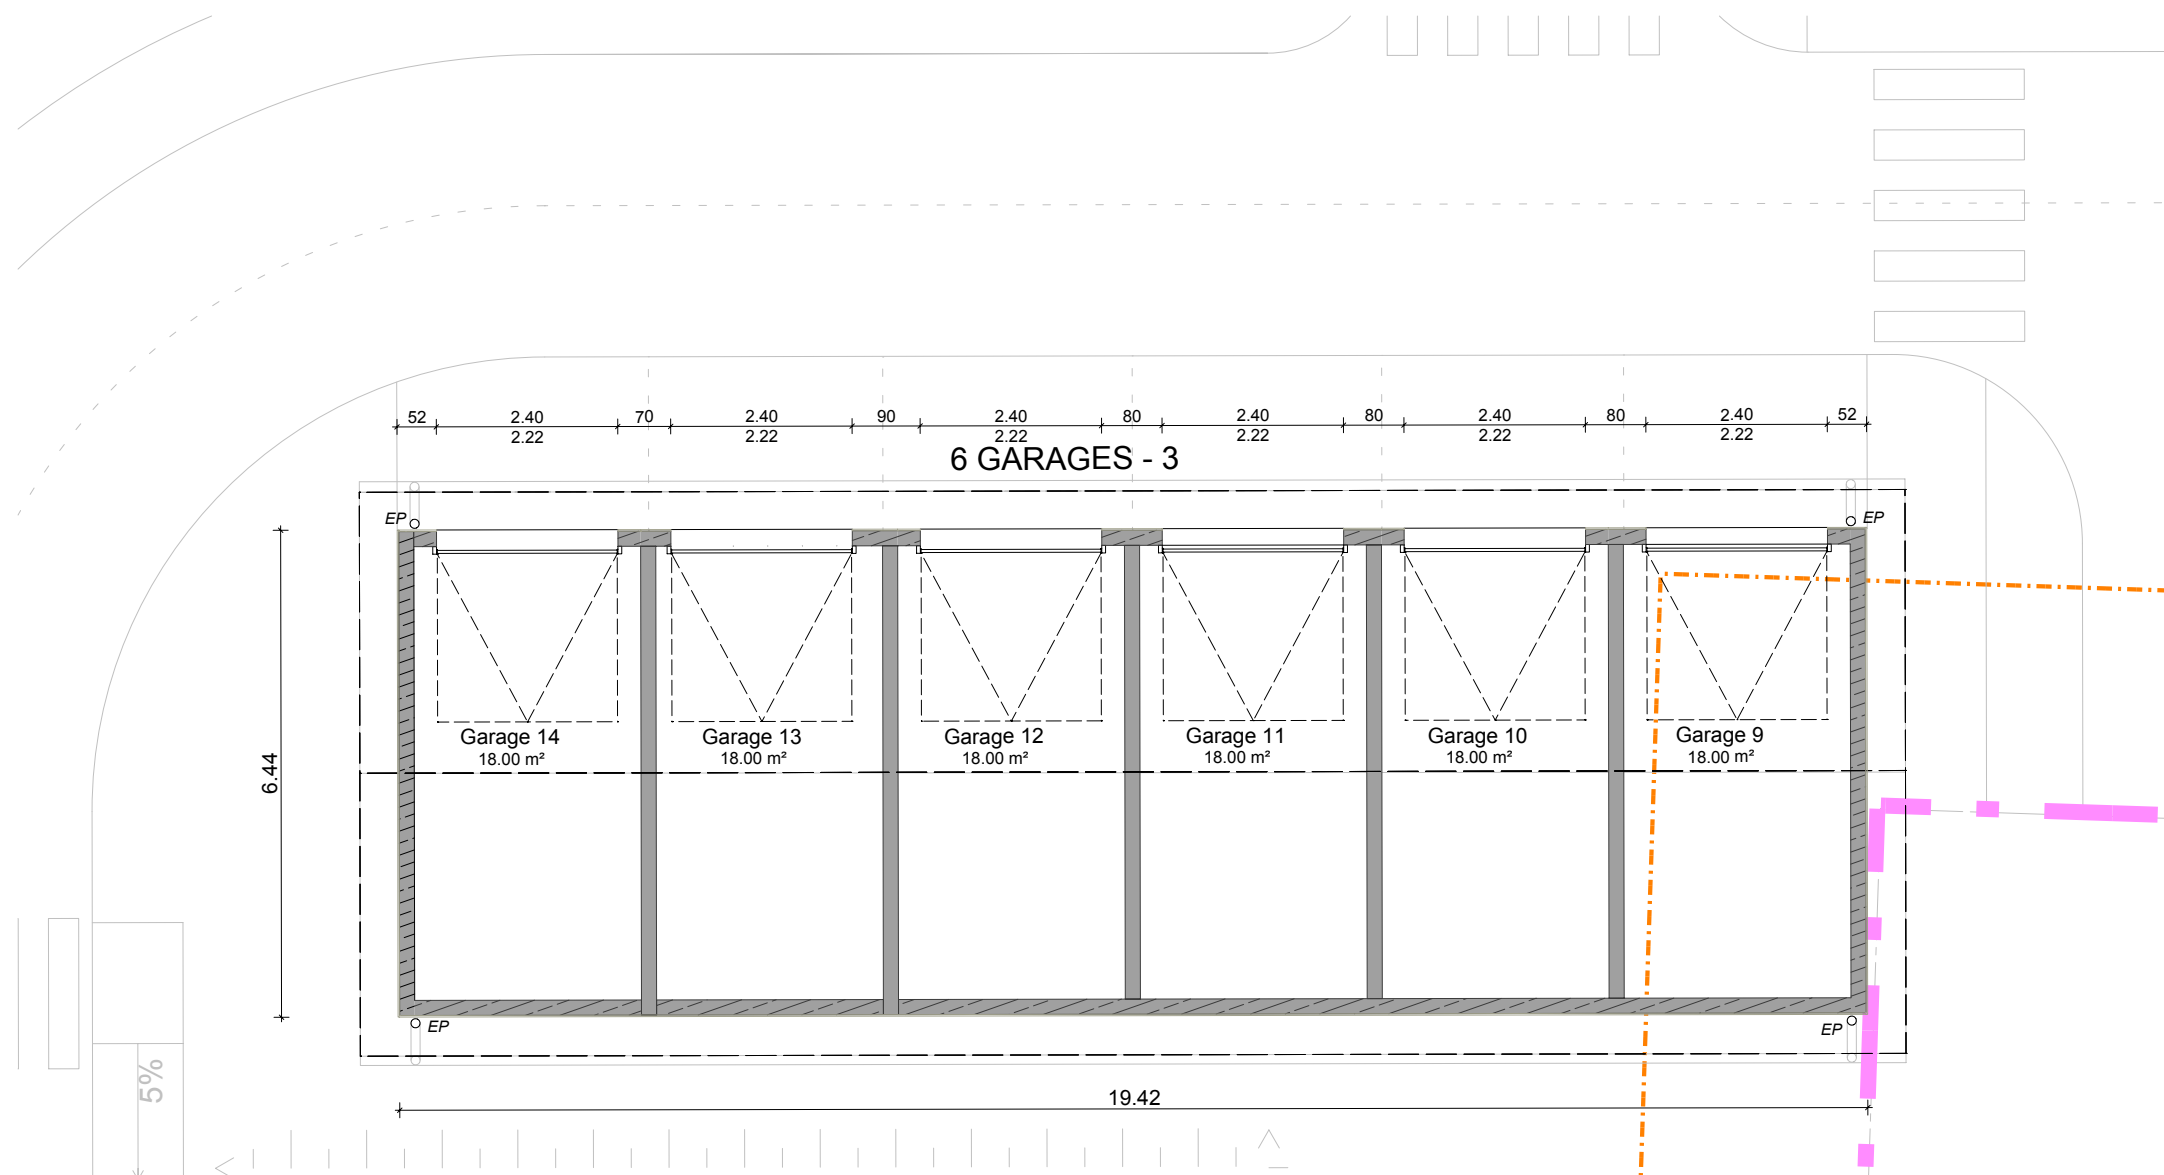 52 2.40 70 2.40 90 2.40 80 2.40 80 2.40 80 2.40 52
2.22 2.22 2.22 2.22 2.22 2.22
6 GARAGES - 3
EP EP
Garage 14 Garage 13 Garage 12 Garage 11 Garage 10 Garage 9
18.00 m² 18.00 m² 18.00 m² 18.00 m² 18.00 m² 18.00 m²
6.44
EP EP
5%
19.42